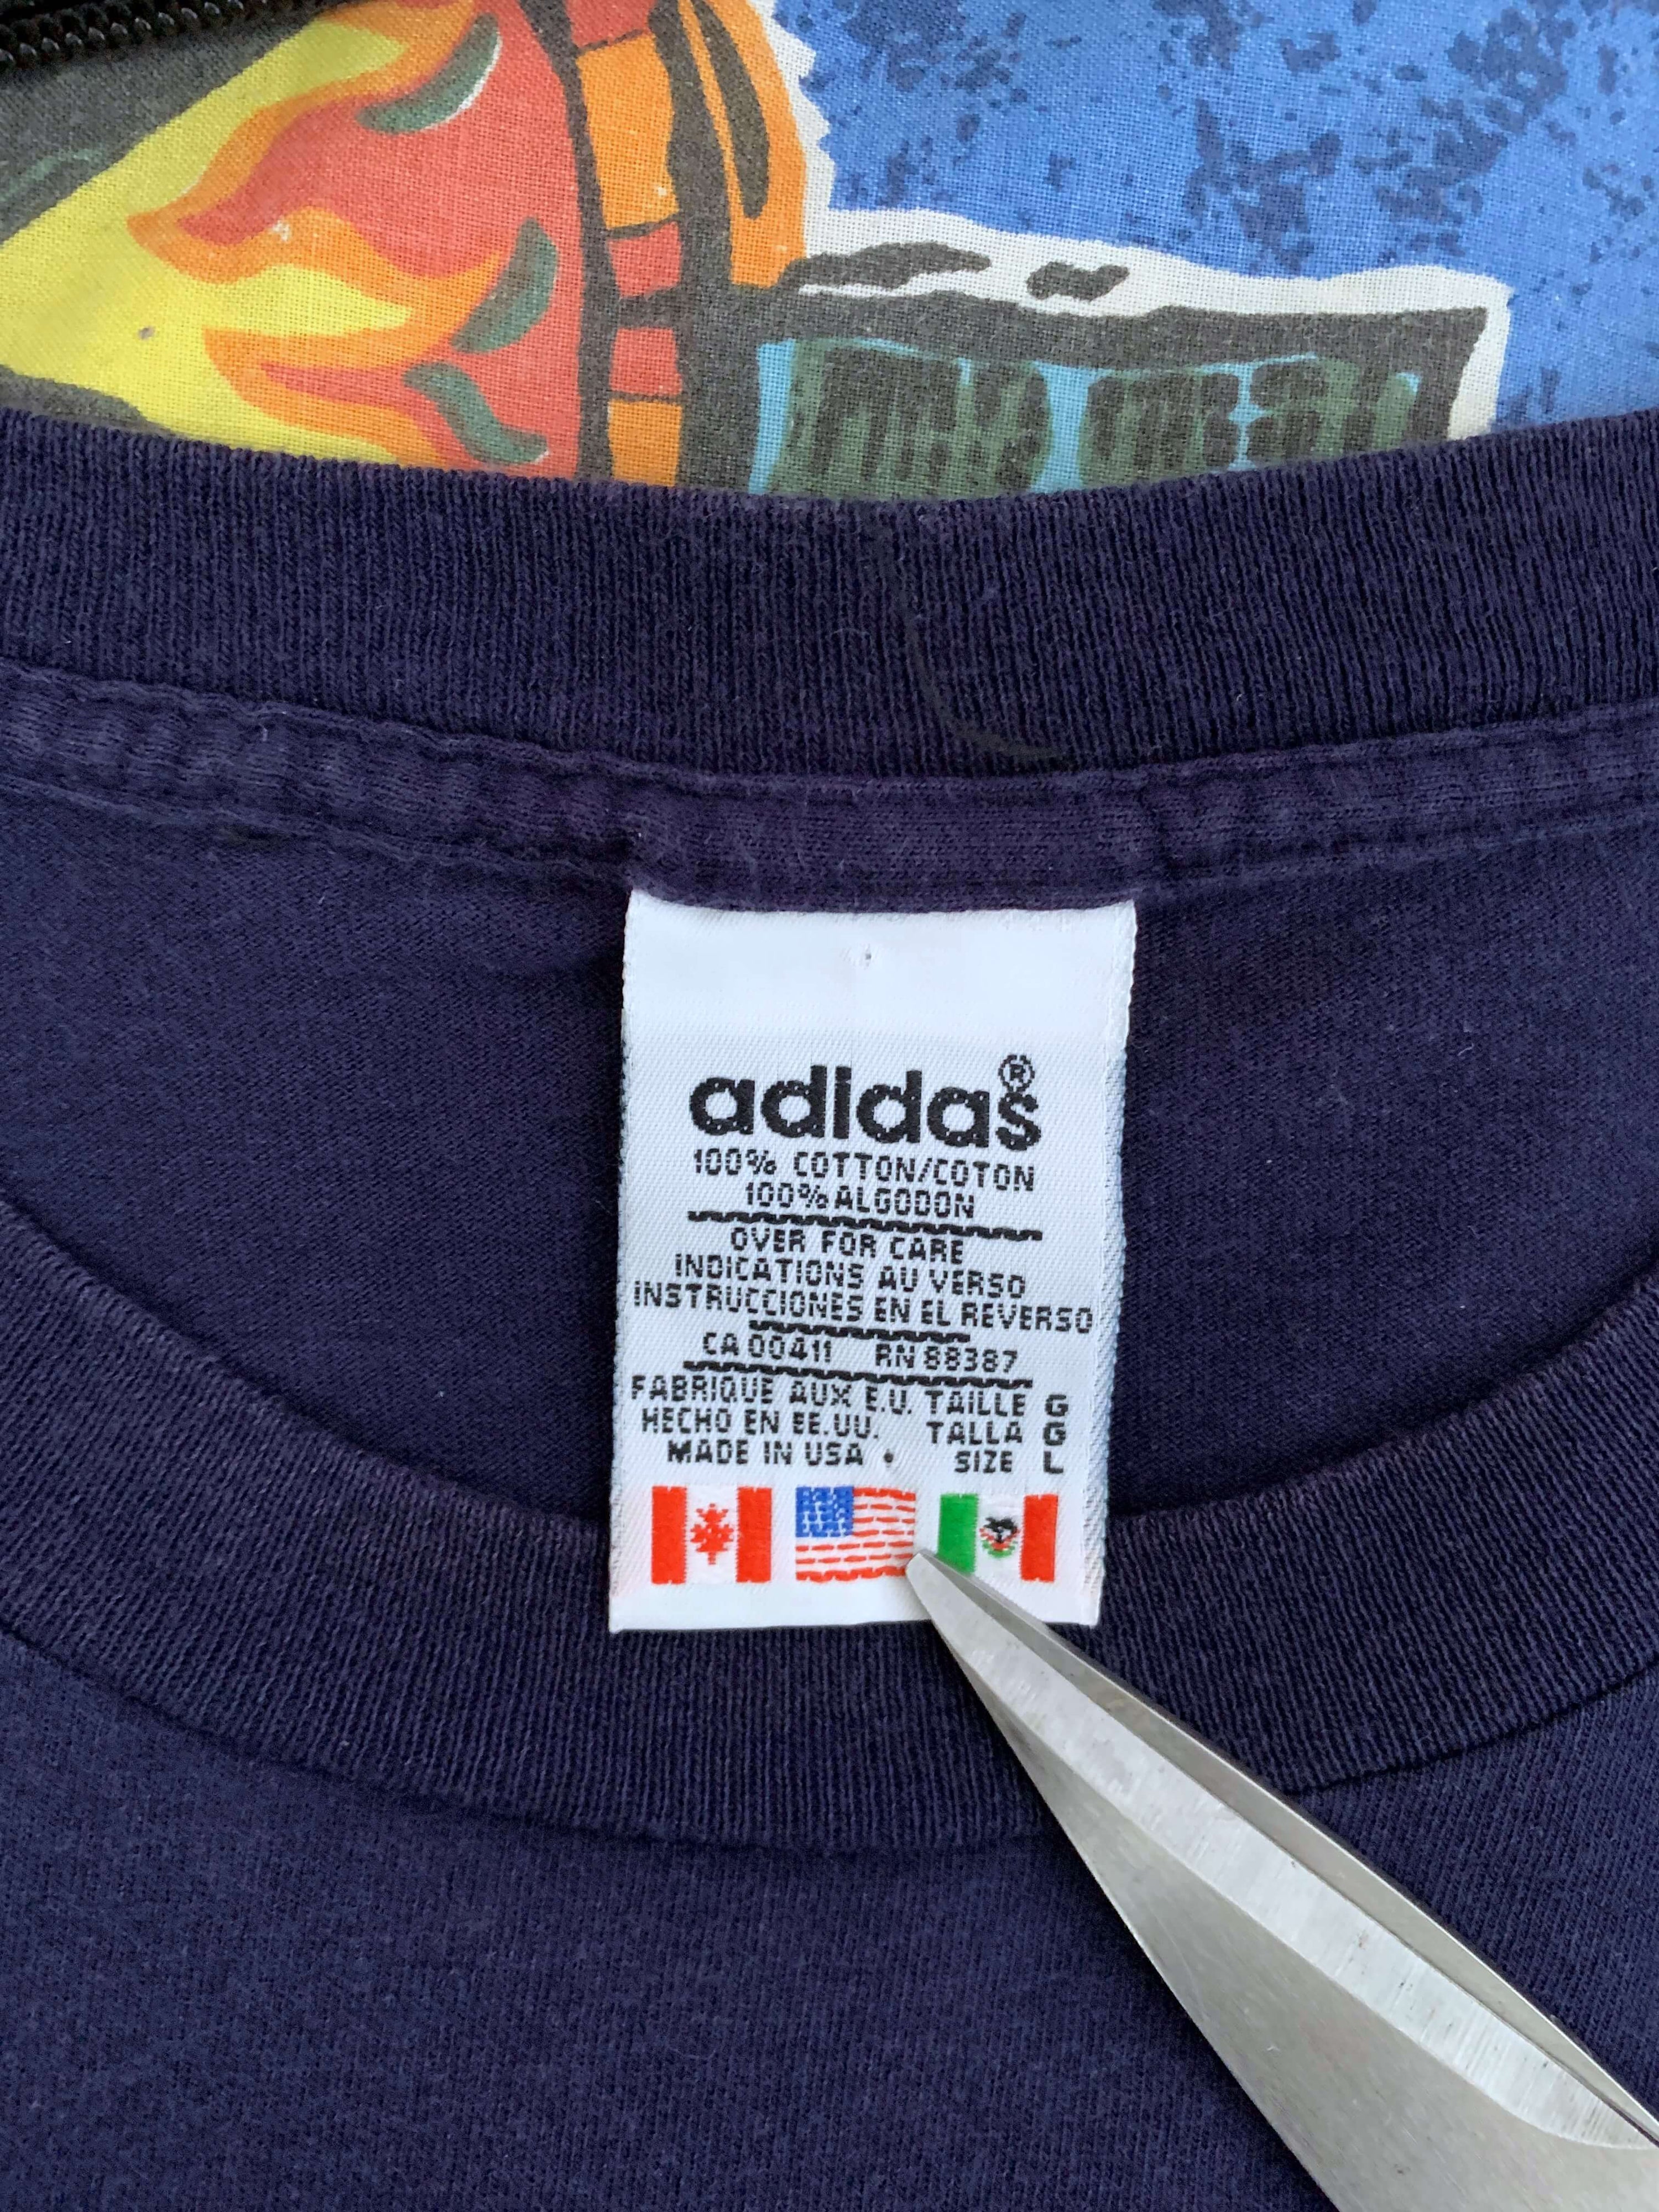 adidas®
100% COTTON/COTON
100% ALGODON
OVER FOR CARE
INDICATIONS AU VERSO
INSTRUCCIONES EN EL REVERSO
CA 00411 RN 88387
FABRIQUE AUX E.U. TAILLE G
HECHO EN EE.UU. TALLA G
MADE IN USA • SIZE L